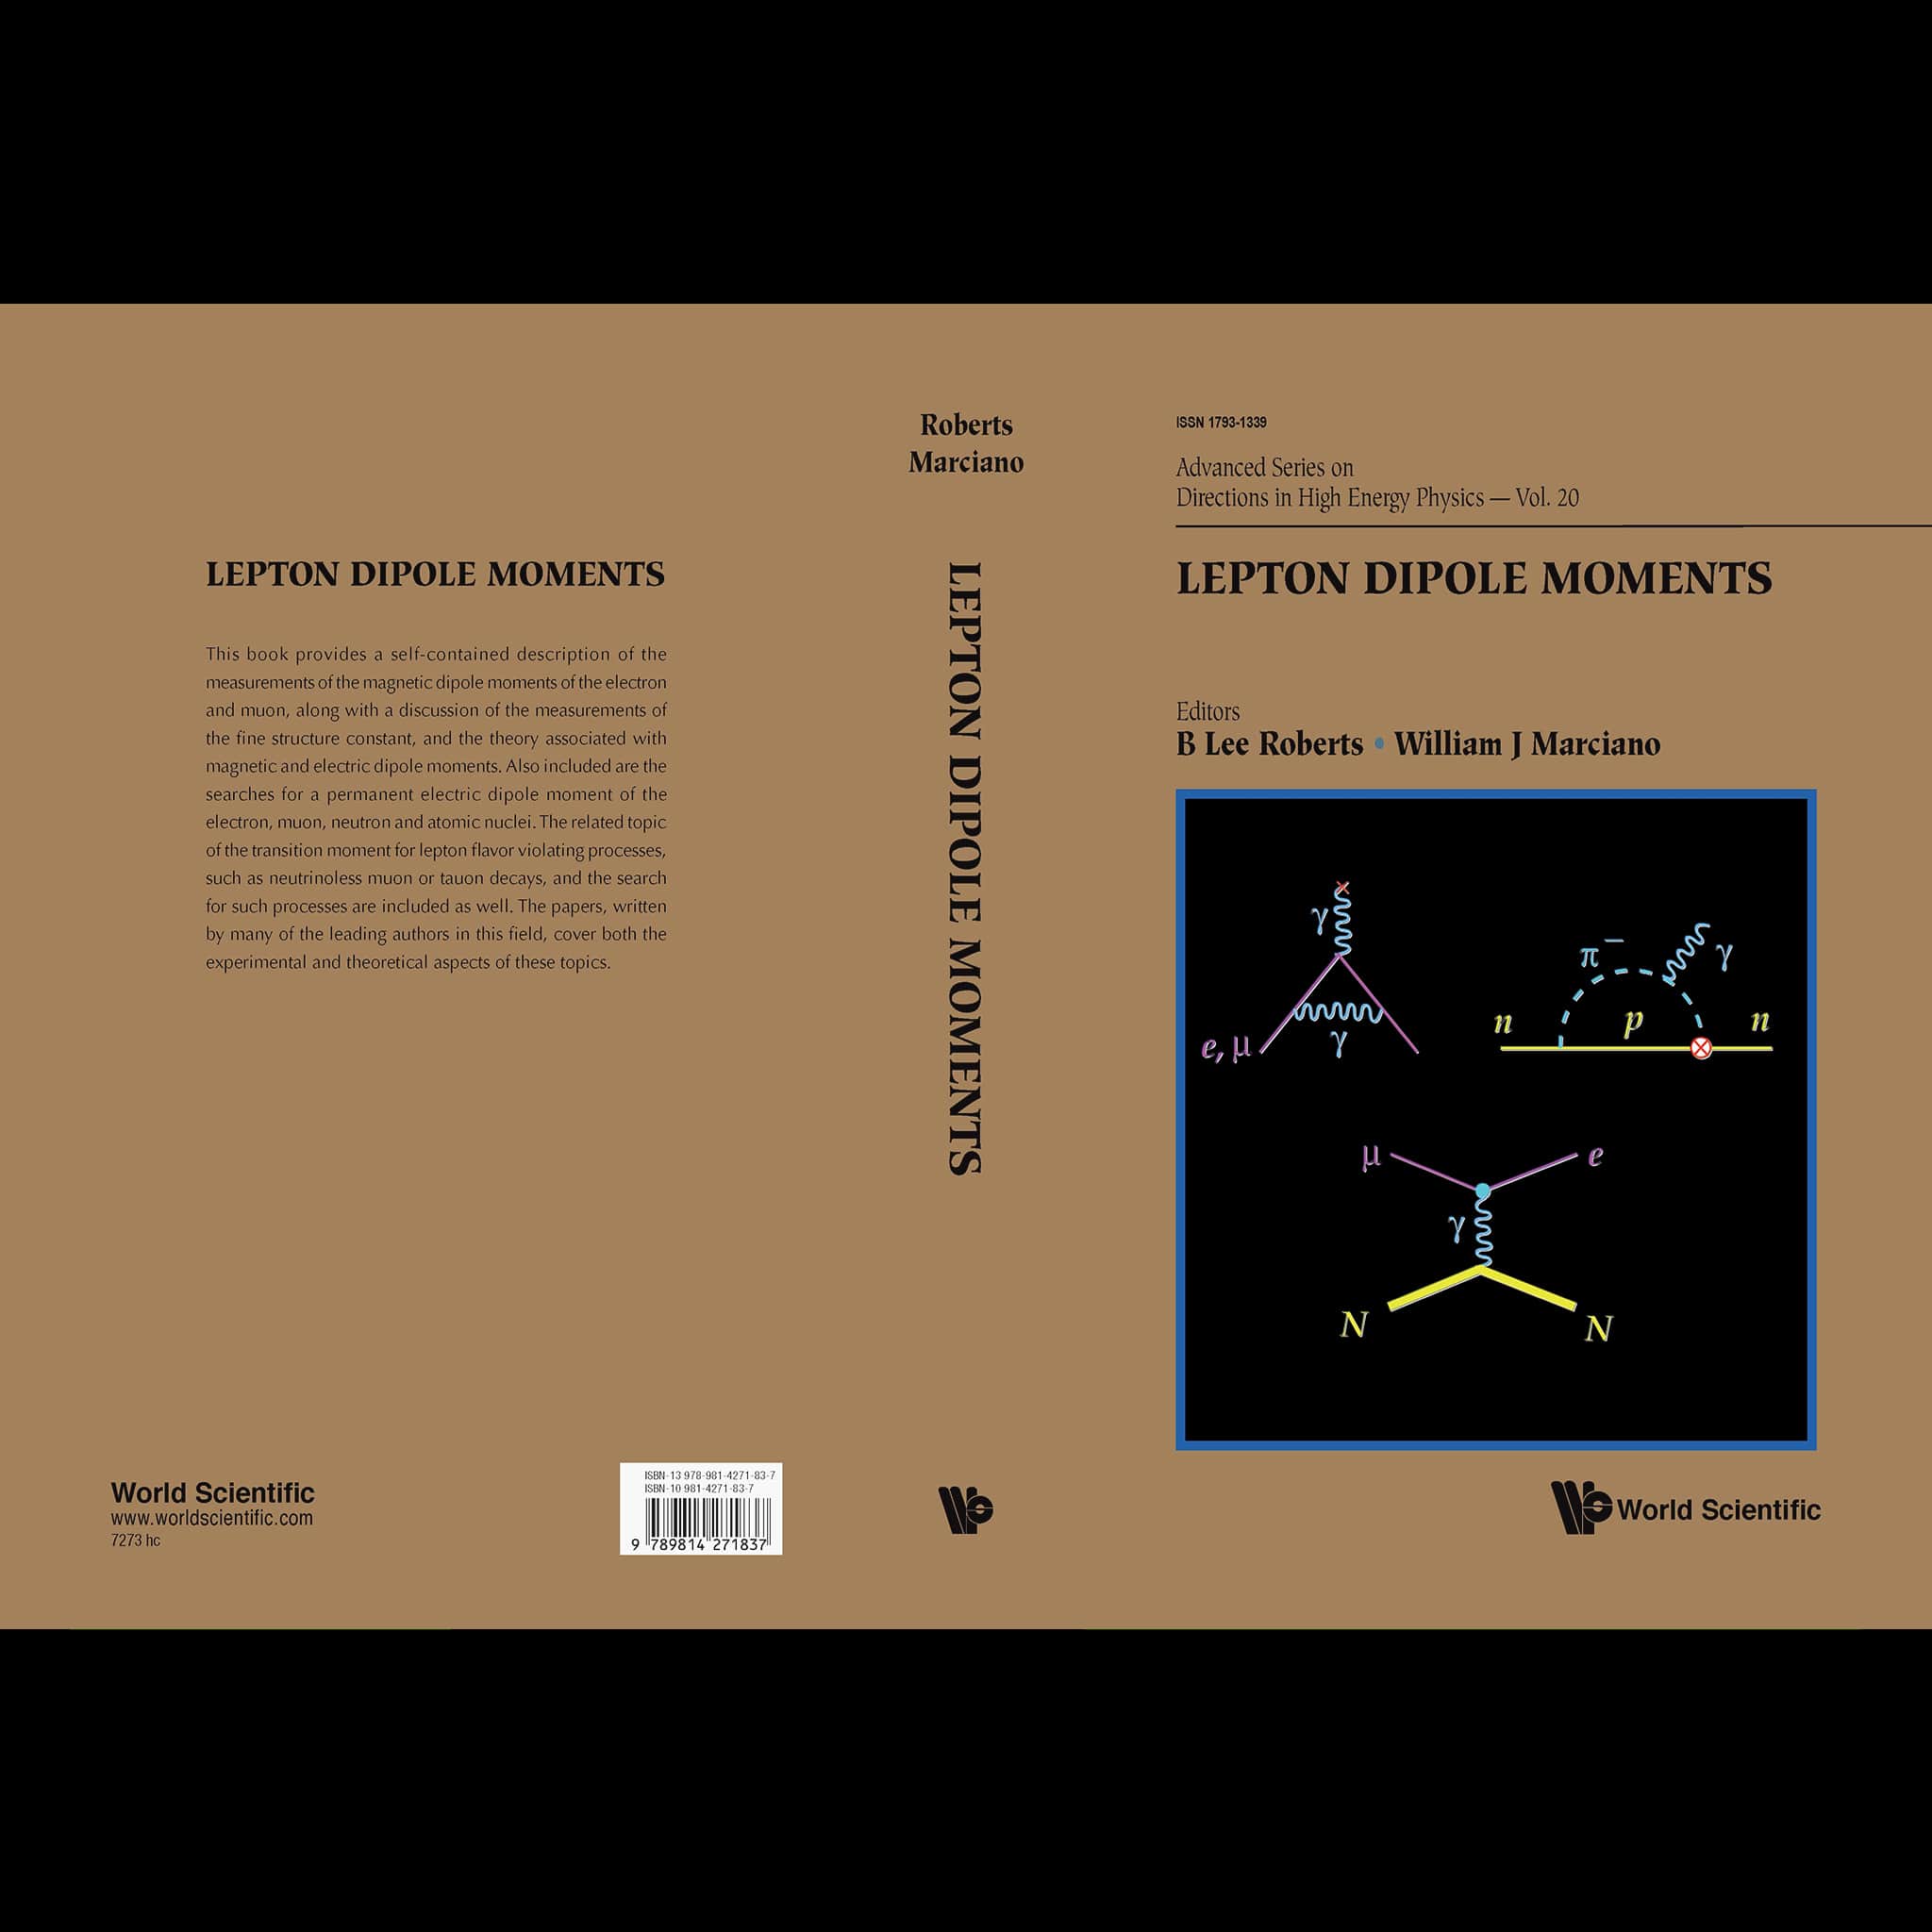 LEPTON DIPOLE MOMENTS
This book provides a self-contained description of the
measurements of the magnetic dipole moments of the electron
and muon, along with a discussion of the measurements of
the fine structure constant, and the theory associated with
magnetic and electric dipole moments. Also included are the
searches for a permanent electric dipole moment of the
electron, muon, neutron and atomic nuclei. The related topic
of the transition moment for lepton flavor violating processes,
such as neutrinoless muon or tauon decays, and the search
for such processes are included as well. The papers, written
by many of the leading authors in this field, cover both the
experimental and theoretical aspects of these topics.
World Scientific
www.worldscientific.com
7273 hc
ISBN-13 978-981-4271-83-7
ISBN-10 981-4271-83-7
9 789814 271837
Roberts
Marciano
LEPTON DIPOLE MOMENTS
ISSN 1793-1339
Advanced Series on
Directions in High Energy Physics — Vol. 20
LEPTON DIPOLE MOMENTS
Editors
B Lee Roberts • William J Marciano
γ
e, μ
γ
π⁻
γ
n
p
n
μ
e
γ
N
N
World Scientific